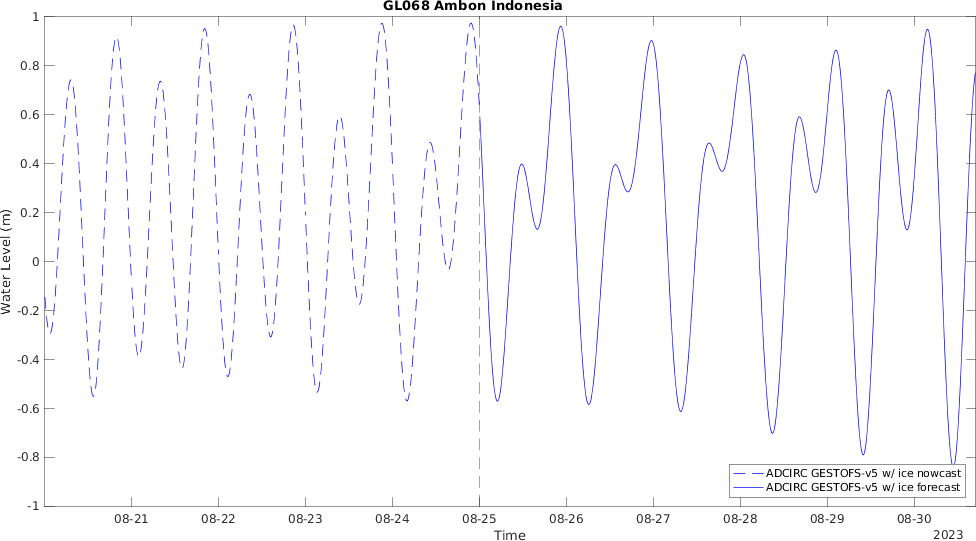 GL068 Ambon Indonesia
1
0.8
0.6
0.4
0.2
0
-0.2
-0.4
-0.6
-0.8
-1
Water Level (m)
ADCIRC GESTOFS-v5 w/ ice nowcast
ADCIRC GESTOFS-v5 w/ ice forecast
08-21 08-22 08-23 08-24 08-25 08-26 08-27 08-28 08-29 08-30
Time
2023